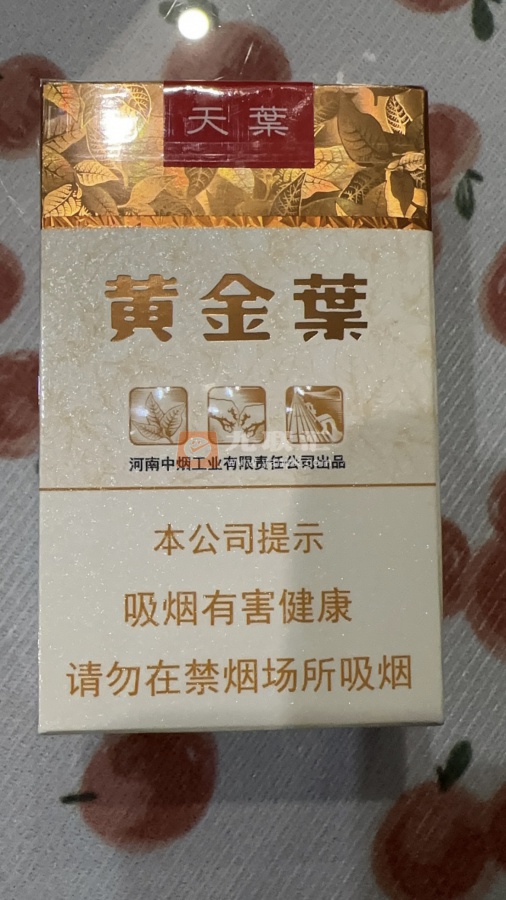 天葉
黄金葉
河南中烟工业有限责任公司出品
本公司提示
吸烟有害健康
请勿在禁烟场所吸烟